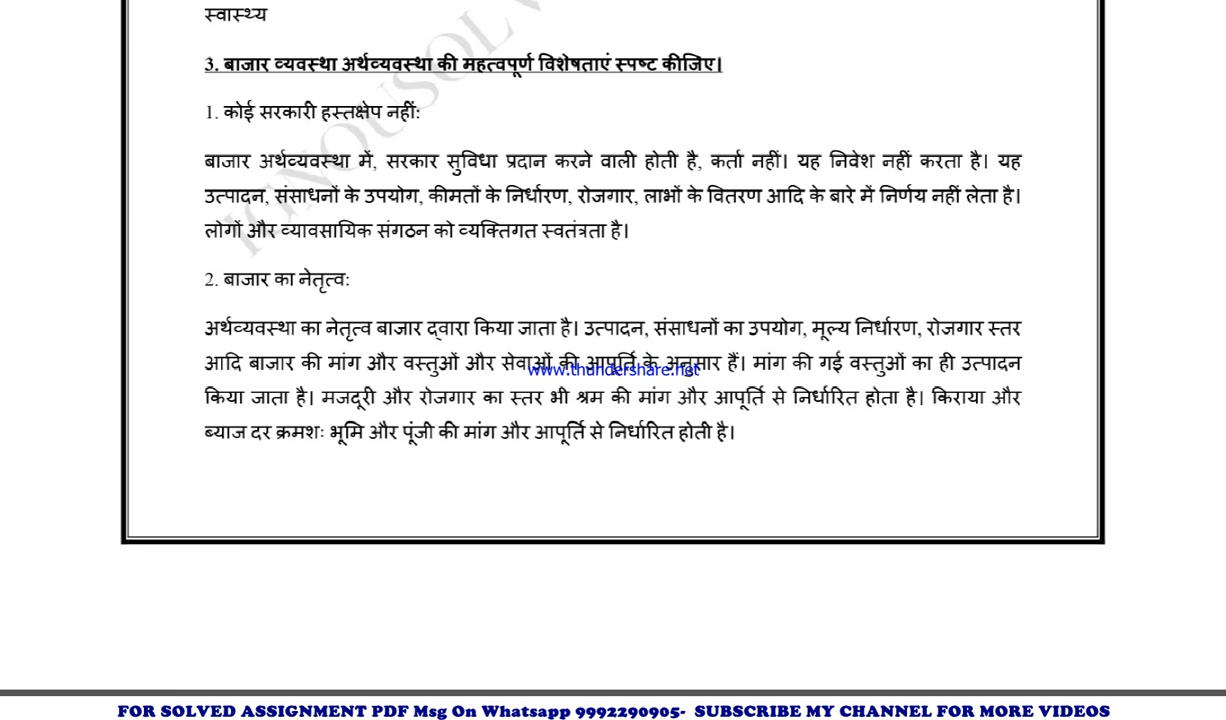 स्वास्थ्य
3. बाजार व्यवस्था अर्थव्यवस्था की महत्वपूर्ण विशेषताएं स्पष्ट कीजिए।
1. कोई सरकारी हस्तक्षेप नहीं:
बाजार अर्थव्यवस्था में, सरकार सुविधा प्रदान करने वाली होती है, कर्ता नहीं। यह निवेश नहीं करता है। यह
उत्पादन, संसाधनों के उपयोग, कीमतों के निर्धारण, रोजगार, लाभों के वितरण आदि के बारे में निर्णय नहीं लेता है।
लोगों और व्यावसायिक संगठन को व्यक्तिगत स्वतंत्रता है।
2. बाजार का नेतृत्व:
अर्थव्यवस्था का नेतृत्व बाजार द्वारा किया जाता है। उत्पादन, संसाधनों का उपयोग, मूल्य निर्धारण, रोजगार स्तर
आदि बाजार की मांग और वस्तुओं और सेवाओं की आपूर्ति के अनुसार हैं। मांग की गई वस्तुओं का ही उत्पादन
www.thundershare.net
किया जाता है। मजदूरी और रोजगार का स्तर भी श्रम की मांग और आपूर्ति से निर्धारित होता है। किराया और
ब्याज दर क्रमशः भूमि और पूंजी की मांग और आपूर्ति से निर्धारित होती है।
FOR SOLVED ASSIGNMENT PDF Msg On Whatsapp 9992290905- SUBSCRIBE MY CHANNEL FOR MORE VIDEOS